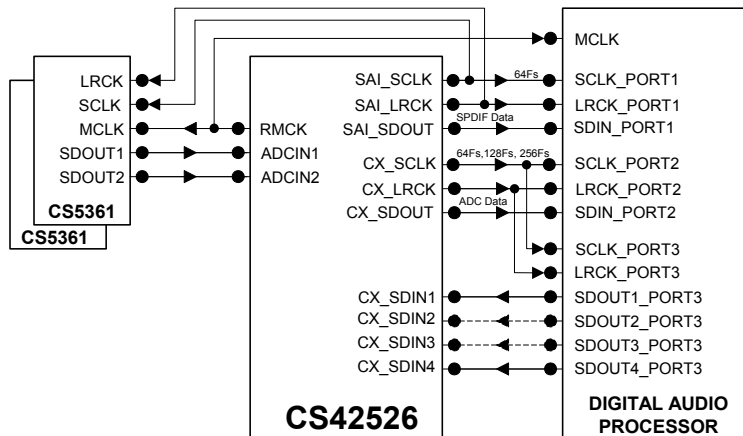 LRCK
SCLK
MCLK
SDOUT1
SDOUT2
CS5361
CS5361
RMCK
ADCIN1
ADCIN2
SAI_SCLK
SAI_LRCK
SAI_SDOUT
CX_SCLK
CX_LRCK
CX_SDOUT
CX_SDIN1
CX_SDIN2
CX_SDIN3
CX_SDIN4
CS42526
64Fs
SPDIF Data
64Fs,128Fs, 256Fs
ADC Data
MCLK
SCLK_PORT1
LRCK_PORT1
SDIN_PORT1
SCLK_PORT2
LRCK_PORT2
SDIN_PORT2
SCLK_PORT3
LRCK_PORT3
SDOUT1_PORT3
SDOUT2_PORT3
SDOUT3_PORT3
SDOUT4_PORT3
DIGITAL AUDIO
PROCESSOR